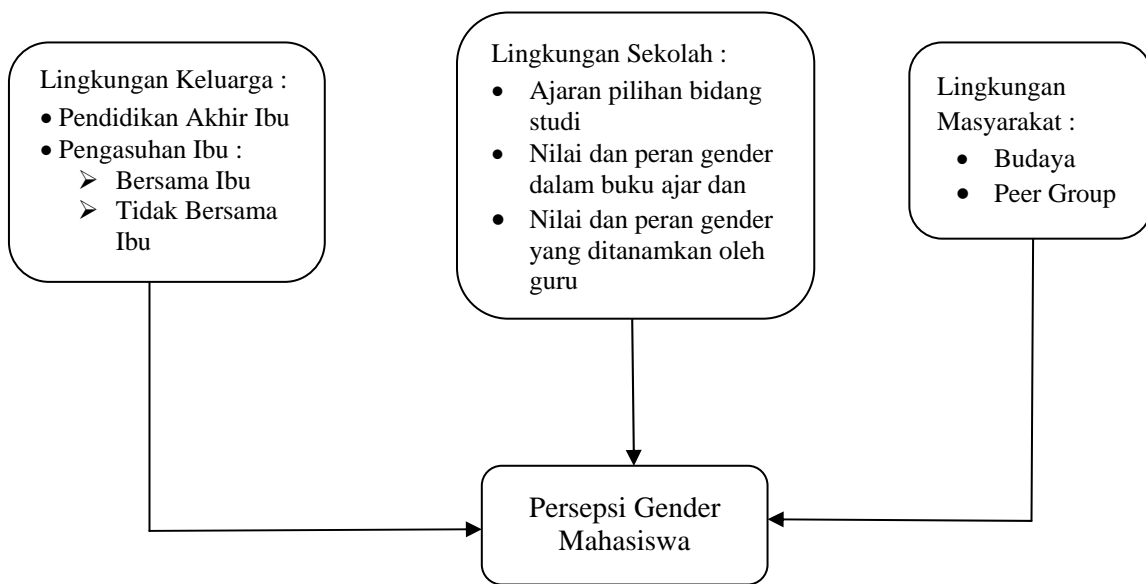 Lingkungan Keluarga :
• Pendidikan Akhir Ibu
• Pengasuhan Ibu :
➢ Bersama Ibu
➢ Tidak Bersama
Ibu
Lingkungan Sekolah :
• Ajaran pilihan bidang
studi
• Nilai dan peran gender
dalam buku ajar dan
• Nilai dan peran gender
yang ditanamkan oleh
guru
Lingkungan
Masyarakat :
• Budaya
• Peer Group
Persepsi Gender
Mahasiswa